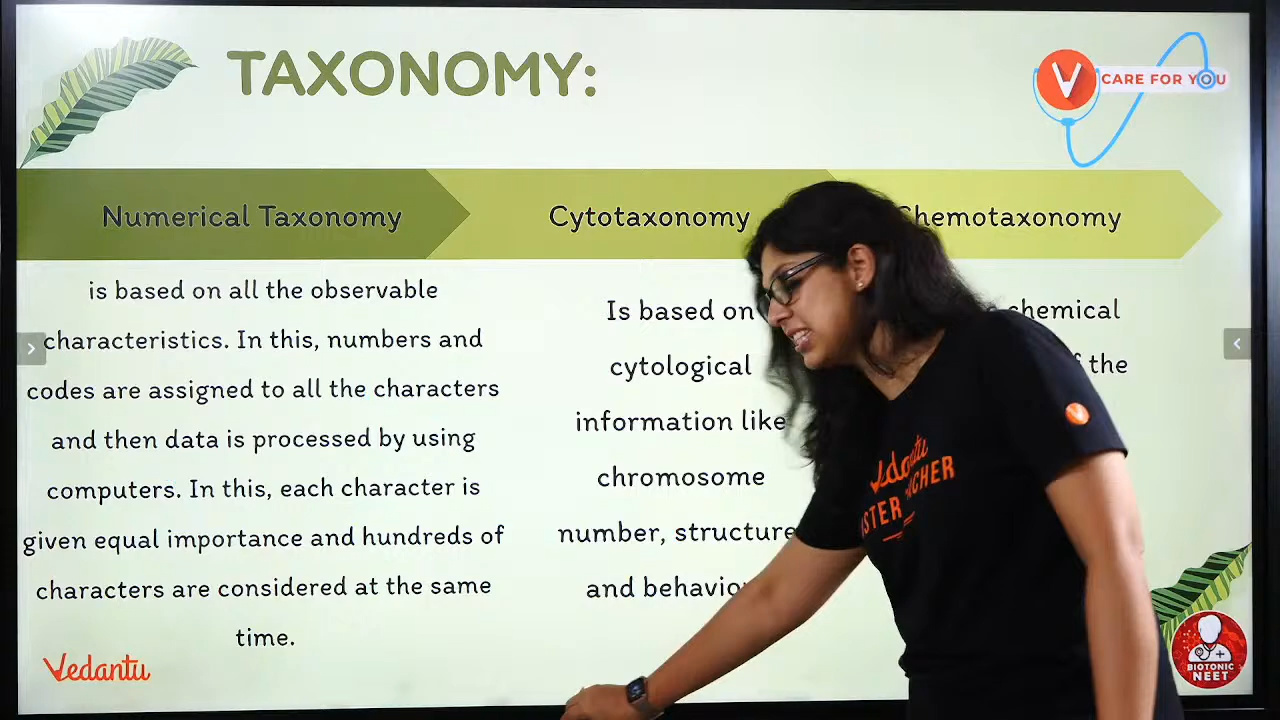 TAXONOMY:
V
CARE FOR YOU
Numerical Taxonomy
Cytotaxonomy
Chemotaxonomy
is based on all the observable
characteristics. In this, numbers and
codes are assigned to all the characters
and then data is processed by using
computers. In this, each character is
given equal importance and hundreds of
characters are considered at the same
time.
Is based on
cytological
information like
chromosome
number, structure
and behaviou
chemical
the
Vedantu
Vedantu
BIOTONIC
NEET